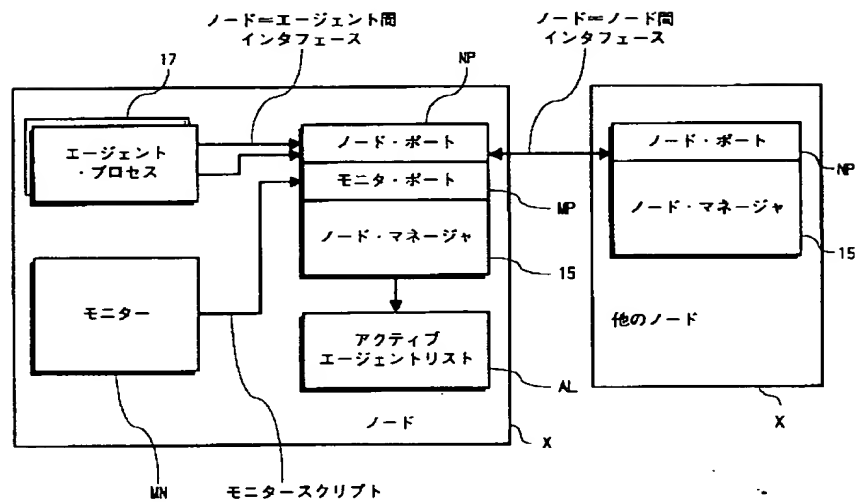 ノード=エージェント間
インタフェース
ノード=ノード間
インタフェース
17
NP
エージェント
・プロセス
ノード・ポート
モニタ・ポート
MP
ノード・マネージャ
15
モニター
アクティブ
エージェントリスト
AL
ノード
X
MN
モニタースクリプト
ノード・ポート
NP
ノード・マネージャ
15
他のノード
X